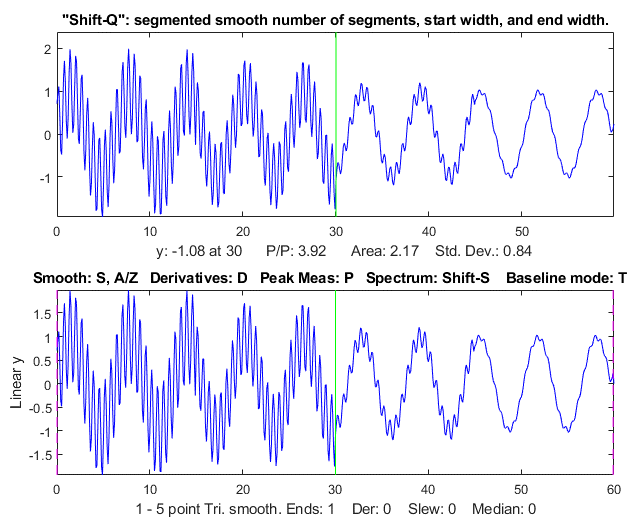 "Shift-Q": segmented smooth number of segments, start width, and end width.
2
1
0
-1
0 10 20 30 40 50
y: -1.08 at 30 P/P: 3.92 Area: 2.17 Std. Dev.: 0.84
Smooth: S, A/Z Derivatives: D Peak Meas: P Spectrum: Shift-S Baseline mode: T
Linear y
1.5
1
0.5
0
-0.5
-1
-1.5
0 10 20 30 40 50 60
1 - 5 point Tri. smooth. Ends: 1 Der: 0 Slew: 0 Median: 0